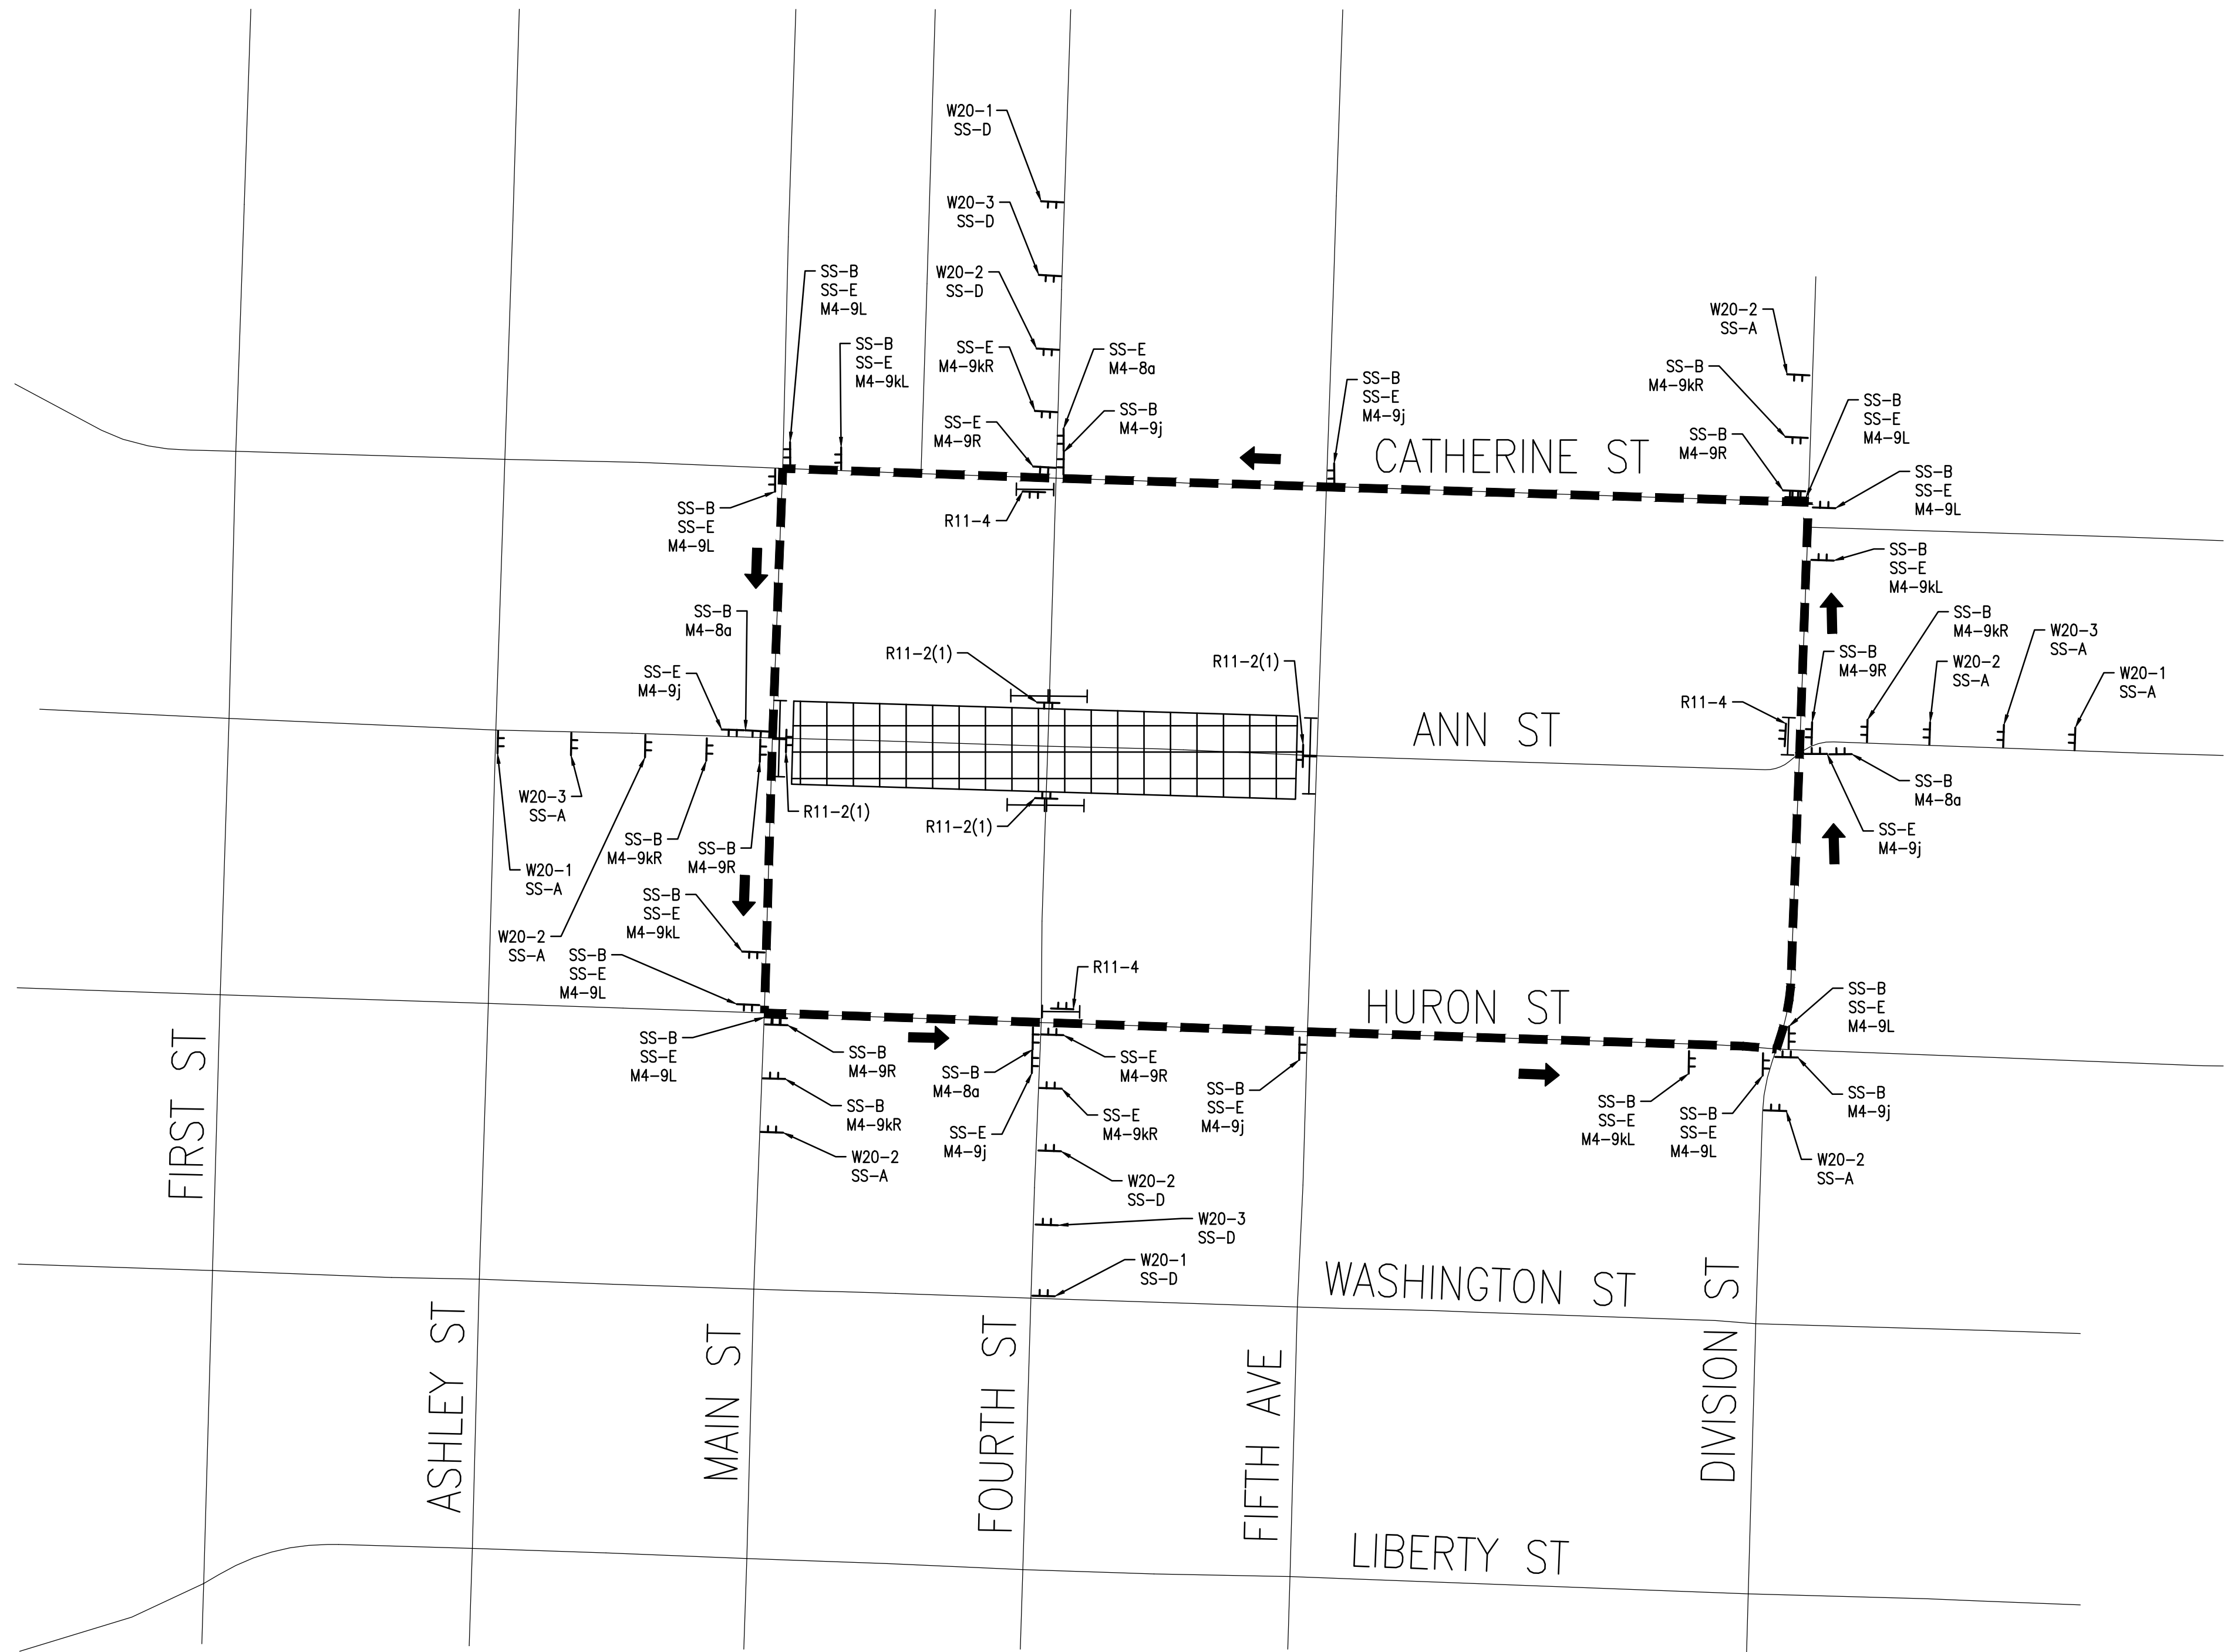 W20-1
SS-D
W20-3
SS-D
W20-2
SS-D
SS-E
M4-9kR
SS-E
M4-9R
R11-4
SS-B
SS-E
M4-9L
SS-B
SS-E
M4-9kL
SS-E
M4-8a
SS-B
M4-9j
SS-B
SS-E
M4-9j
CATHERINE ST
W20-2
SS-A
SS-B
M4-9kR
SS-B
M4-9R
SS-B
SS-E
M4-9L
SS-B
SS-E
M4-9L
SS-B
SS-E
M4-9kL
SS-B
M4-9kR
W20-3
SS-A
SS-B
M4-9R
W20-2
SS-A
W20-1
SS-A
SS-B
SS-E
M4-9L
SS-B
M4-8a
SS-E
M4-9j
R11-2(1)
R11-2(1)
R11-4
ANN ST
R11-2(1)
R11-2(1)
SS-B
M4-8a
SS-E
M4-9j
W20-3
SS-A
SS-B
M4-9kR
SS-B
M4-9R
W20-1
SS-A
SS-B
SS-E
M4-9kL
W20-2
SS-A
SS-B
SS-E
M4-9L
R11-4
HURON ST
SS-B
SS-E
M4-9L
SS-B
SS-E
M4-9L
SS-B
M4-9R
SS-B
M4-8a
SS-E
M4-9R
SS-B
SS-E
M4-9j
SS-B
SS-E
M4-9kL
SS-B
SS-E
M4-9L
SS-B
M4-9j
SS-B
M4-9kR
SS-E
M4-9j
SS-E
M4-9kR
W20-2
SS-A
W20-2
SS-D
W20-2
SS-A
W20-3
SS-D
W20-1
SS-D
WASHINGTON ST
FIRST ST
ASHLEY ST
MAIN ST
FOURTH ST
FIFTH AVE
DIVISION ST
LIBERTY ST